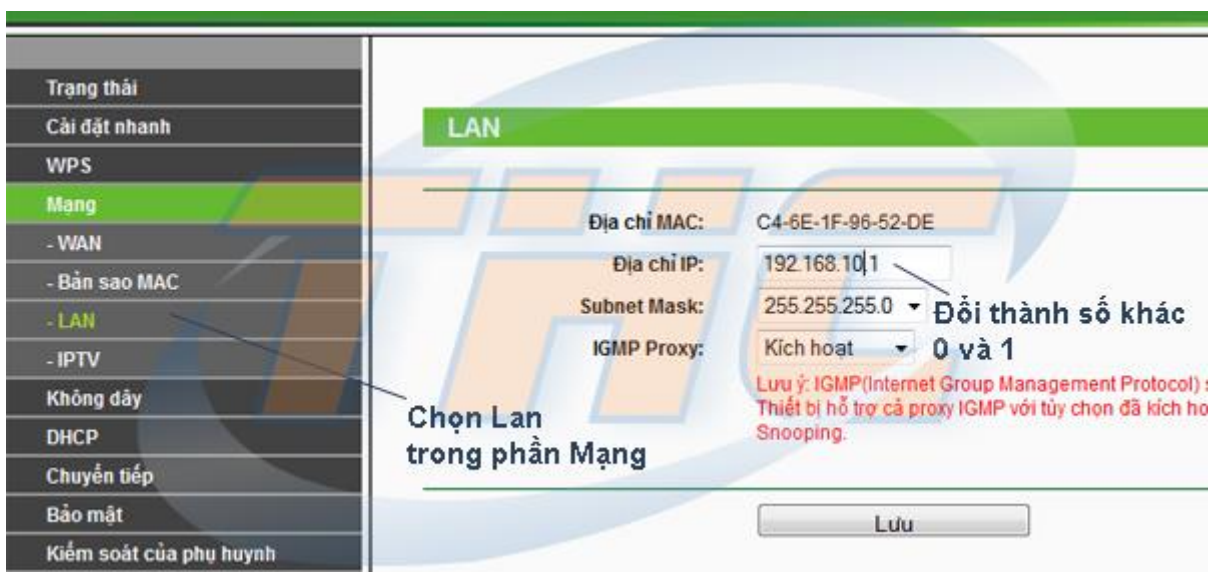 Trạng thái
Cài đặt nhanh
WPS
Mạng
- WAN
- Bản sao MAC
- LAN
- IPTV
Không dây
DHCP
Chuyển tiếp
Bảo mật
Kiểm soát của phụ huynh
LAN
Địa chỉ MAC: C4-6E-1F-96-52-DE
Địa chỉ IP: 192.168.10.1
Subnet Mask: 255.255.255.0
IGMP Proxy: Kích hoạt
Đổi thành số khác
0 và 1
Lưu ý: IGMP(Internet Group Management Protocol)
Thiết bị hỗ trợ cả proxy IGMP với tùy chọn đã kích
Snooping.
Chọn Lan
trong phần Mạng
Lưu
THC